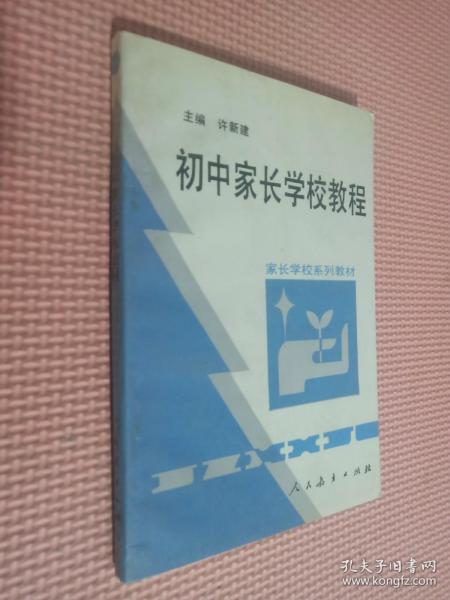 主编 许新建
初中家长学校教程
家长学校系列教材
JZXXJC
人民教育出版社
孔夫子旧书网
www.kongfz.com